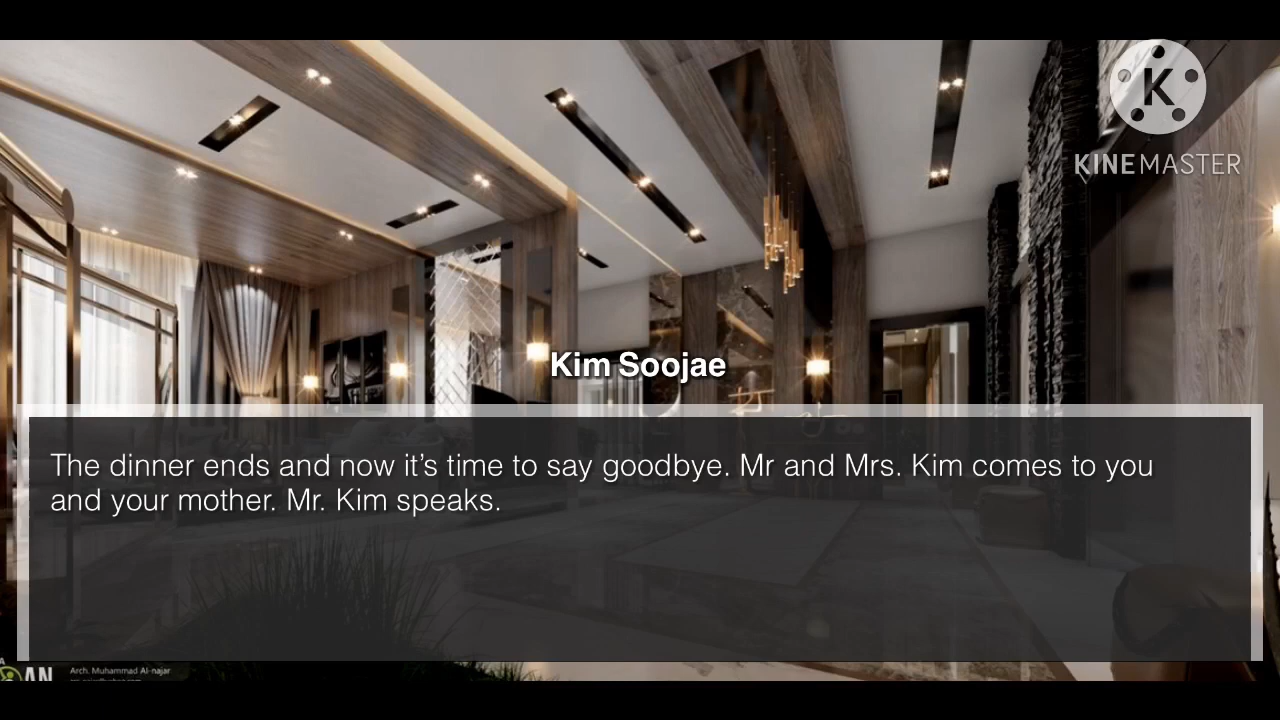 K
KINEMASTER
Kim Soojae
The dinner ends and now it's time to say goodbye. Mr and Mrs. Kim comes to you
and your mother. Mr. Kim speaks.
AN
Arch. Muhammad Al-najar